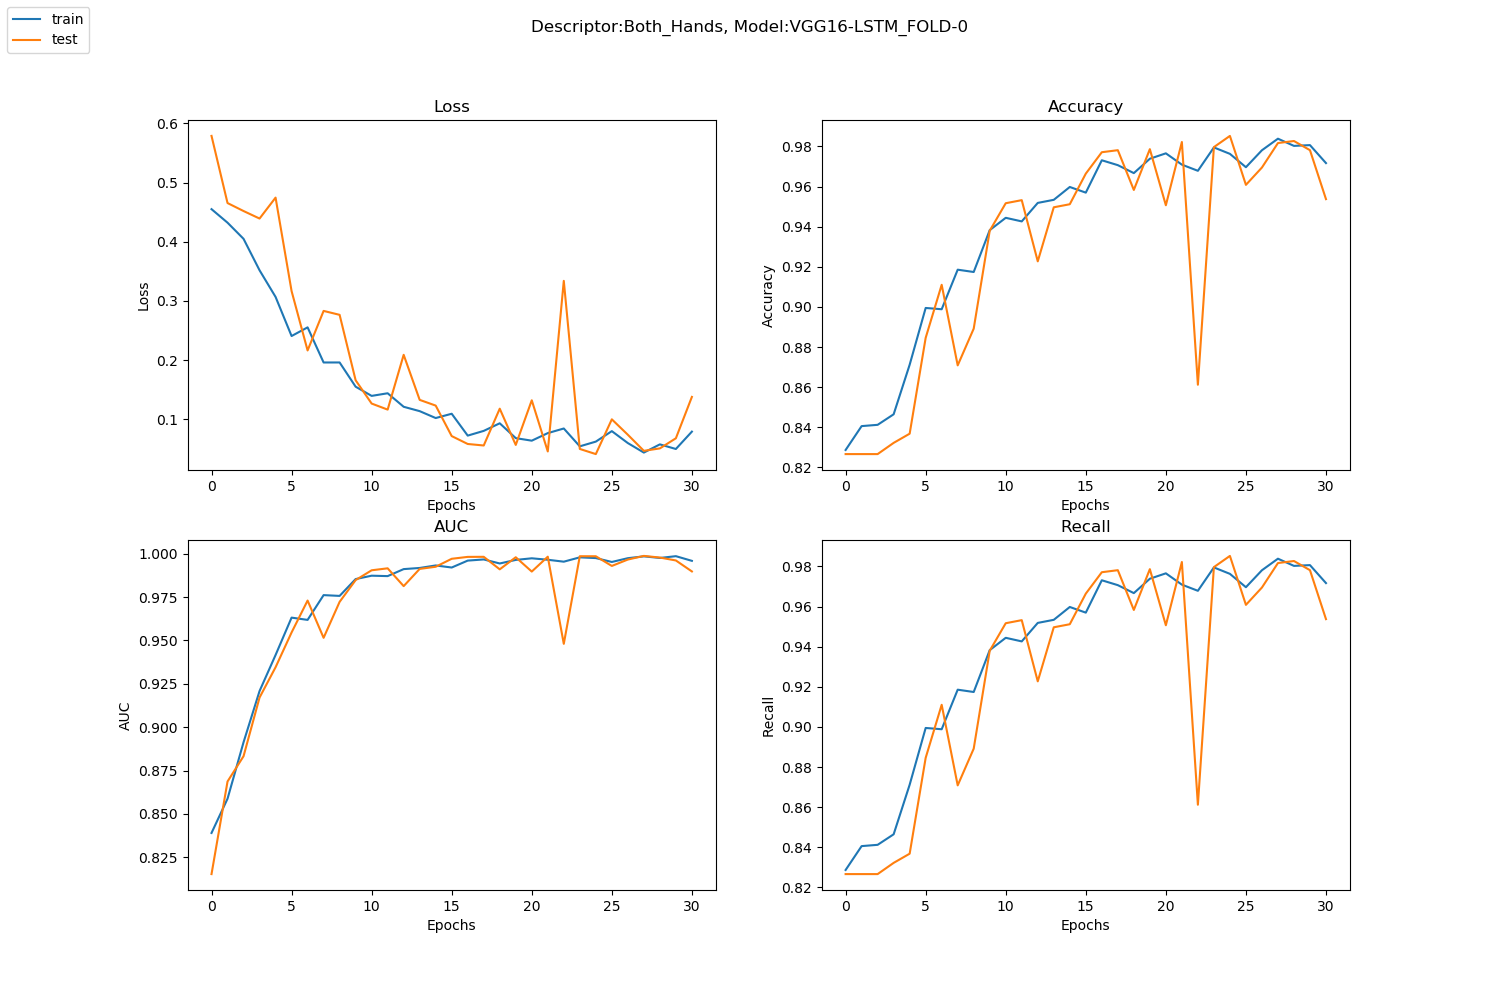 train
test
Descriptor:Both_Hands, Model:VGG16-LSTM_FOLD-0
Loss
0.6
0.5
0.4
0.3
0.2
0.1
Loss
0 5 10 15 20 25 30
Epochs
Accuracy
0.98
0.96
0.94
0.92
0.90
0.88
0.86
0.84
0.82
Accuracy
0 5 10 15 20 25 30
Epochs
AUC
1.000
0.975
0.950
0.925
0.900
0.875
0.850
0.825
AUC
0 5 10 15 20 25 30
Epochs
Recall
0.98
0.96
0.94
0.92
0.90
0.88
0.86
0.84
0.82
Recall
0 5 10 15 20 25 30
Epochs